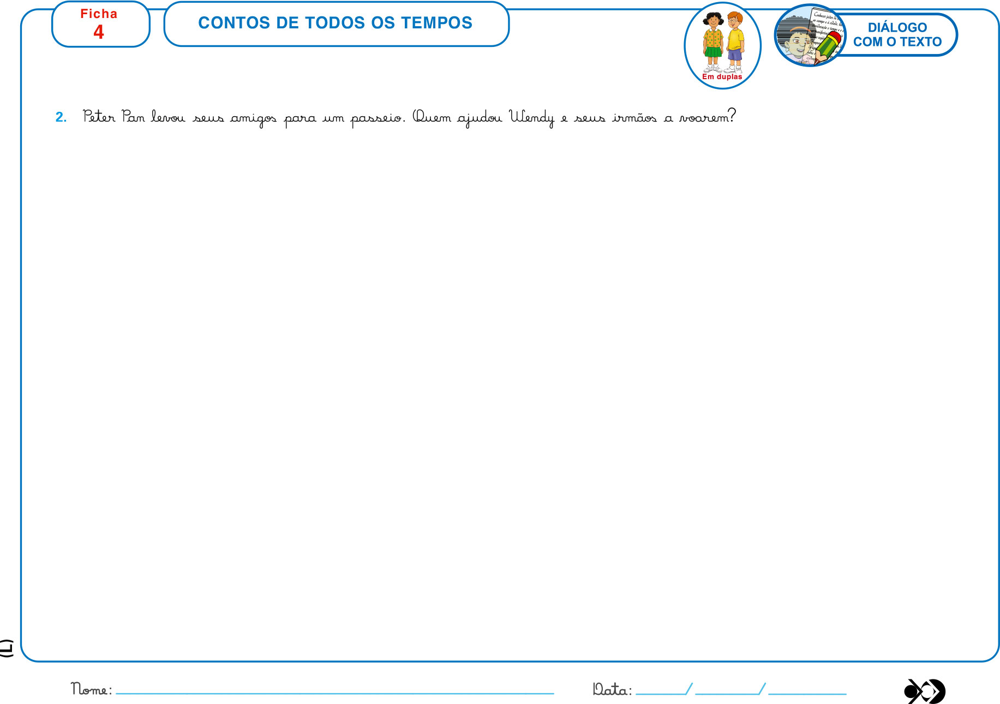 Ficha
4
CONTOS DE TODOS OS TEMPOS
Em duplas
DIÁLOGO
COM O TEXTO
2. Peter Pan levou seus amigos para um passeio. Quem ajudou Wendy e seus irmãos a voarem?
(L)
Nome:
Data: / /